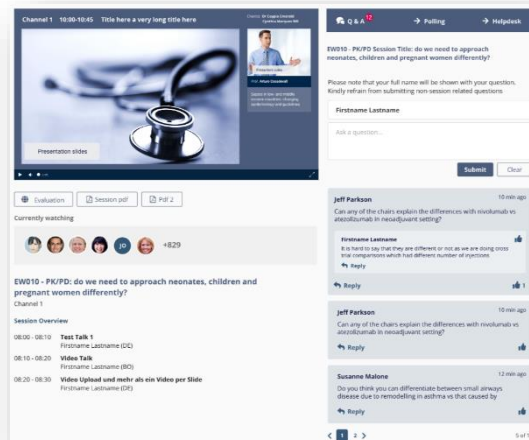 Channel 1 10:00-10:45 Title here a very long title here
Presentation slides
Evaluation
Session pdf
Pdf 2
Currently watching
JO
+829
EW010 - PK/PD: do we need to approach neonates, children and
pregnant women differently?
Channel 1
Session Overview
08:00 - 08:10 Test Talk 1
Firstname Lastname (DE)
08:10 - 08:20 Video Talk
Firstname Lastname (BO)
08:20 - 08:30 Video Upload und mehr als ein Video per Slide
Firstname Lastname (DE)
Q & A 12
Polling
Helpdesk
EW010 - PK/PD Session Title: do we need to approach
neonates, children and pregnant women differently?
Please note that your full name will be shown with your question.
Kindly refrain from submitting non-session related questions
Firstname Lastname
Ask a question...
Submit
Clear
Jeff Parkson 10 min ago
Can any of the chairs explain the differences with nivolumab vs
atezolizumab in neoadjuvant setting?
Firstname Lastname
It is hard to say that they are different or not as we are doing cross
trial comparisons which had different number of injections
Reply
Reply 1
Jeff Parkson 10 min ago
Can any of the chairs explain the differences with nivolumab vs
atezolizumab in neoadjuvant setting?
Reply
Susanne Malone 12 min ago
Do you think you can differentiate between small airways
disease due to remodelling in asthma vs that caused by
Reply
1 2